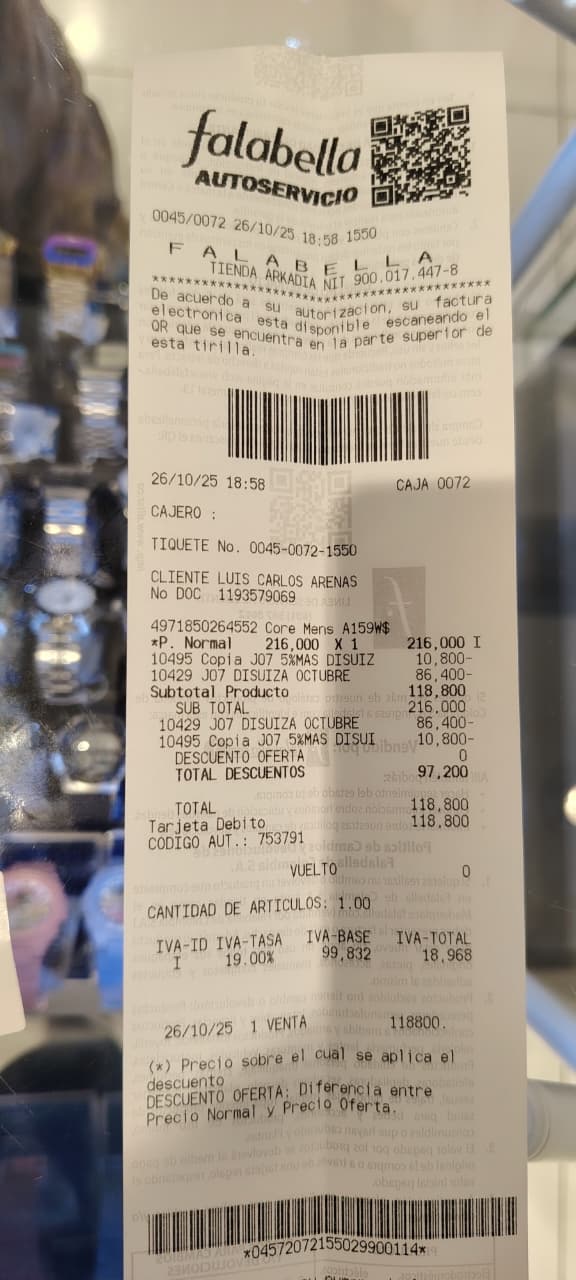 falabella
AUTOSERVICIO
0045/0072 26/10/25 18:58 1550
F A L A B E L L A
TIENDA ARKADIA NIT 900.017.447-8
****************************************
De acuerdo a su autorizacion, su factura
electronica esta disponible escaneando el
QR que se encuentra en la parte superior de
esta tirilla.
26/10/25 18:58 CAJA 0072
CAJERO :
TIQUETE No. 0045-0072-1550
CLIENTE LUIS CARLOS ARENAS
No DOC 1193579069
4971850264552 Core Mens A159W$
*P. Normal 216,000 X 1 216,000 I
10495 Copia J07 5%MAS DISUIZ 10,800-
10429 J07 DISUIZA OCTUBRE 86,400-
Subtotal Producto 118,800
SUB TOTAL 216,000
10429 J07 DISUIZA OCTUBRE 86,400-
10495 Copia J07 5%MAS DISUI 10,800-
DESCUENTO OFERTA 0
TOTAL DESCUENTOS 97,200
TOTAL 118,800
Tarjeta Debito 118,800
CODIGO AUT.: 753791
VUELTO 0
CANTIDAD DE ARTICULOS: 1.00
IVA-ID IVA-TASA IVA-BASE IVA-TOTAL
I 19.00% 99,832 18,968
26/10/25 1 VENTA 118800.
(*) Precio sobre el cual se aplica el
descuento
DESCUENTO OFERTA: Diferencia entre
Precio Normal y Precio Oferta.
*04572072155029900114*